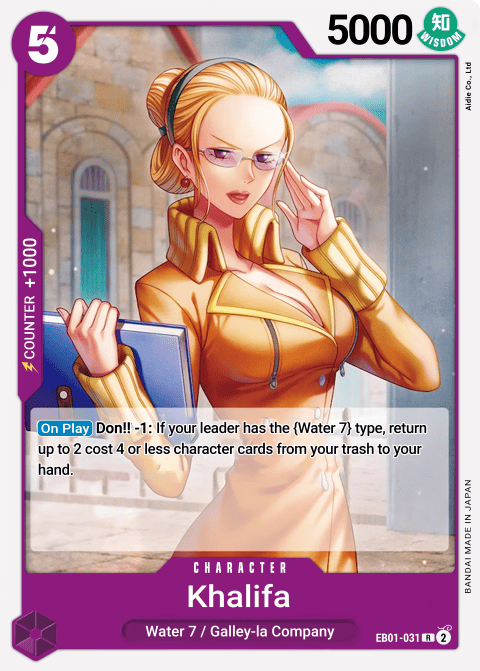 5
5000
知
WISDOM
Aidie Co., Ltd
COUNTER +1000
On Play Don!! -1: If your leader has the {Water 7} type, return
up to 2 cost 4 or less character cards from your trash to your
hand.
BANDAI MADE IN JAPAN
CHARACTER
Khalifa
Water 7 / Galley-la Company
EB01-031 R 2